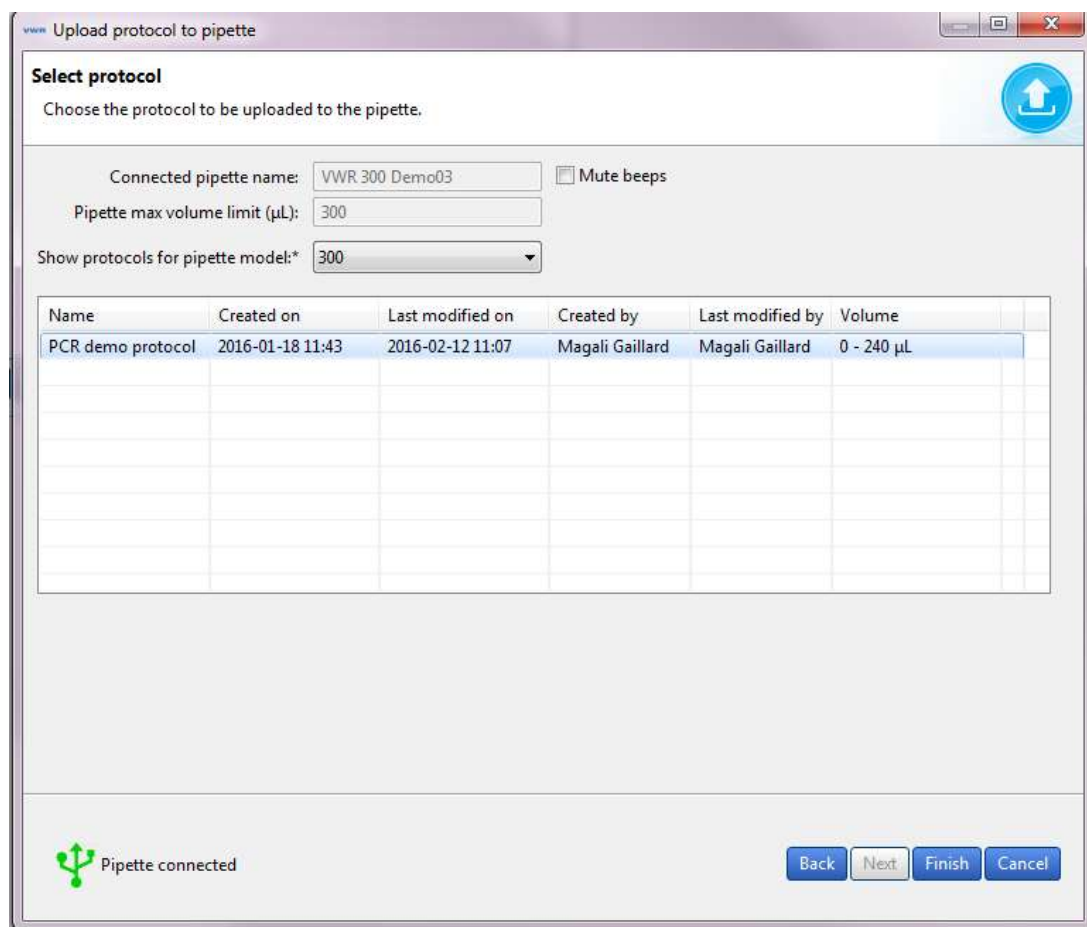 vwr Upload protocol to pipette
Select protocol
Choose the protocol to be uploaded to the pipette.
Connected pipette name: VWR 300 Demo03 Mute beeps
Pipette max volume limit (µL): 300
Show protocols for pipette model:* 300
Name Created on Last modified on Created by Last modified by Volume
PCR demo protocol 2016-01-18 11:43 2016-02-12 11:07 Magali Gaillard Magali Gaillard 0 - 240 µL
Pipette connected Back Next Finish Cancel